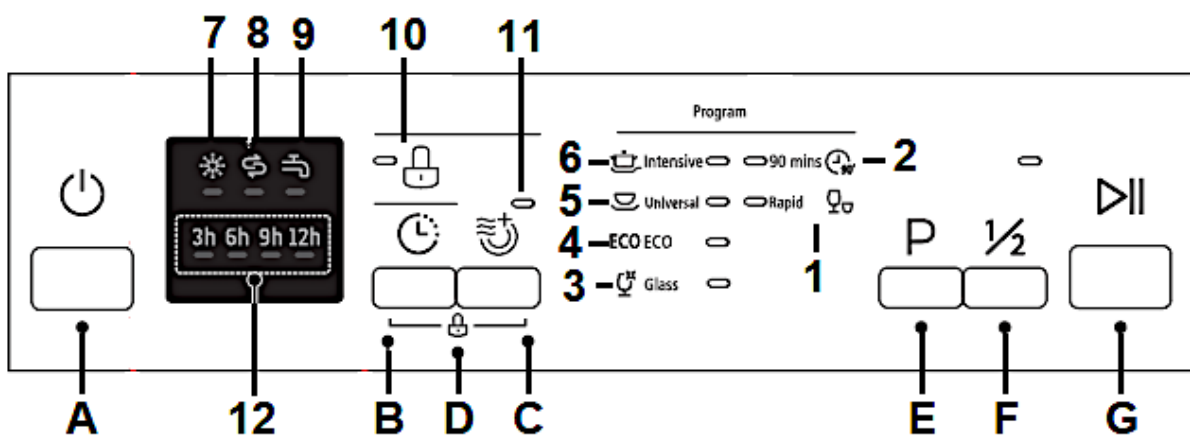 7 8 9 10 11
Program
6 Intensive 90 mins 90' 2
5 Universal Rapid
3h 6h 9h 12h
4 ECO ECO
P 1/2
3 Glass 1
A 12 B D C E F G